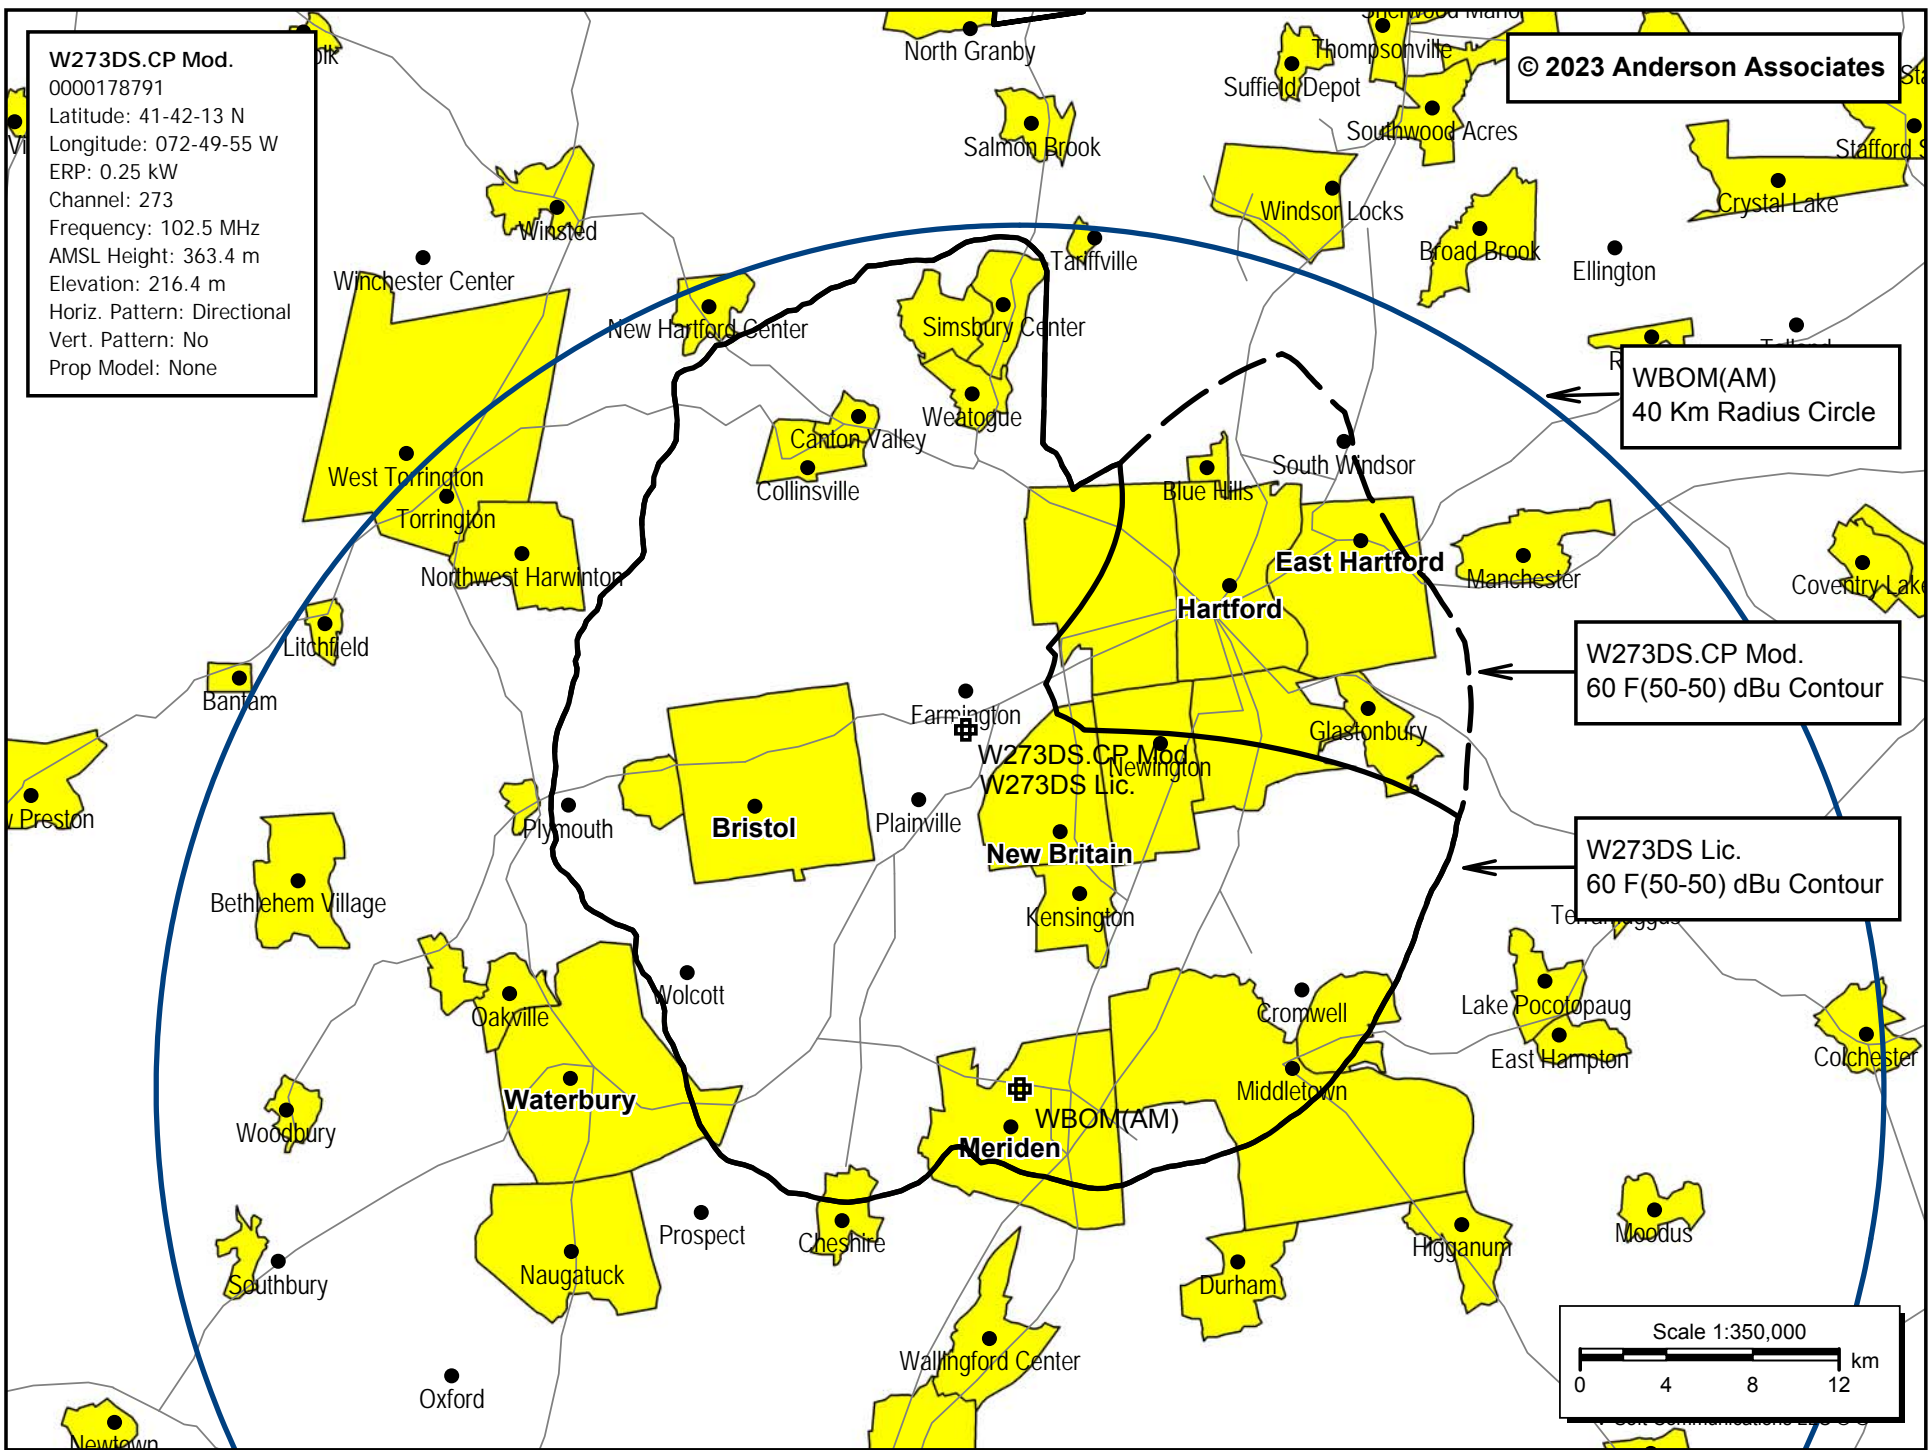 W273DS.CP Mod.
0000178791
Latitude: 41-42-13 N
Longitude: 072-49-55 W
ERP: 0.25 kW
Channel: 273
Frequency: 102.5 MHz
AMSL Height: 363.4 m
Elevation: 216.4 m
Horiz. Pattern: Directional
Vert. Pattern: No
Prop Model: None
North Granby
Thompsonville
© 2023 Anderson Associates
Suffield Depot
Southwood Acres
Salmon Brook
Stafford
Windsor Locks
Crystal Lake
Winsted
Broad Brook
Tariffville
Ellington
Winchester Center
New Hartford Center
Simsbury Center
WBOM(AM)
40 Km Radius Circle
Weatogue
Canton Valley
South Windsor
West Torrington
Collinsville
Blue Hills
Torrington
East Hartford
Northwest Harwinton
Manchester
Coventry Lake
Hartford
Litchfield
W273DS.CP Mod.
60 F(50-50) dBu Contour
Bantam
Farmington
Glastonbury
W273DS.CP Mod.
Newington
W273DS Lic.
Preston
Plymouth
Bristol
Plainville
New Britain
W273DS Lic.
60 F(50-50) dBu Contour
Bethlehem Village
Kensington
Wolcott
Oakville
Cromwell
Lake Pocotopaug
East Hampton
Colchester
Waterbury
Middletown
WBOM(AM)
Woodbury
Meriden
Prospect
Cheshire
Moodus
Higganum
Naugatuck
Southbury
Durham
Scale 1:350,000
km
0 4 8 12
Wallingford Center
Oxford
Newtown